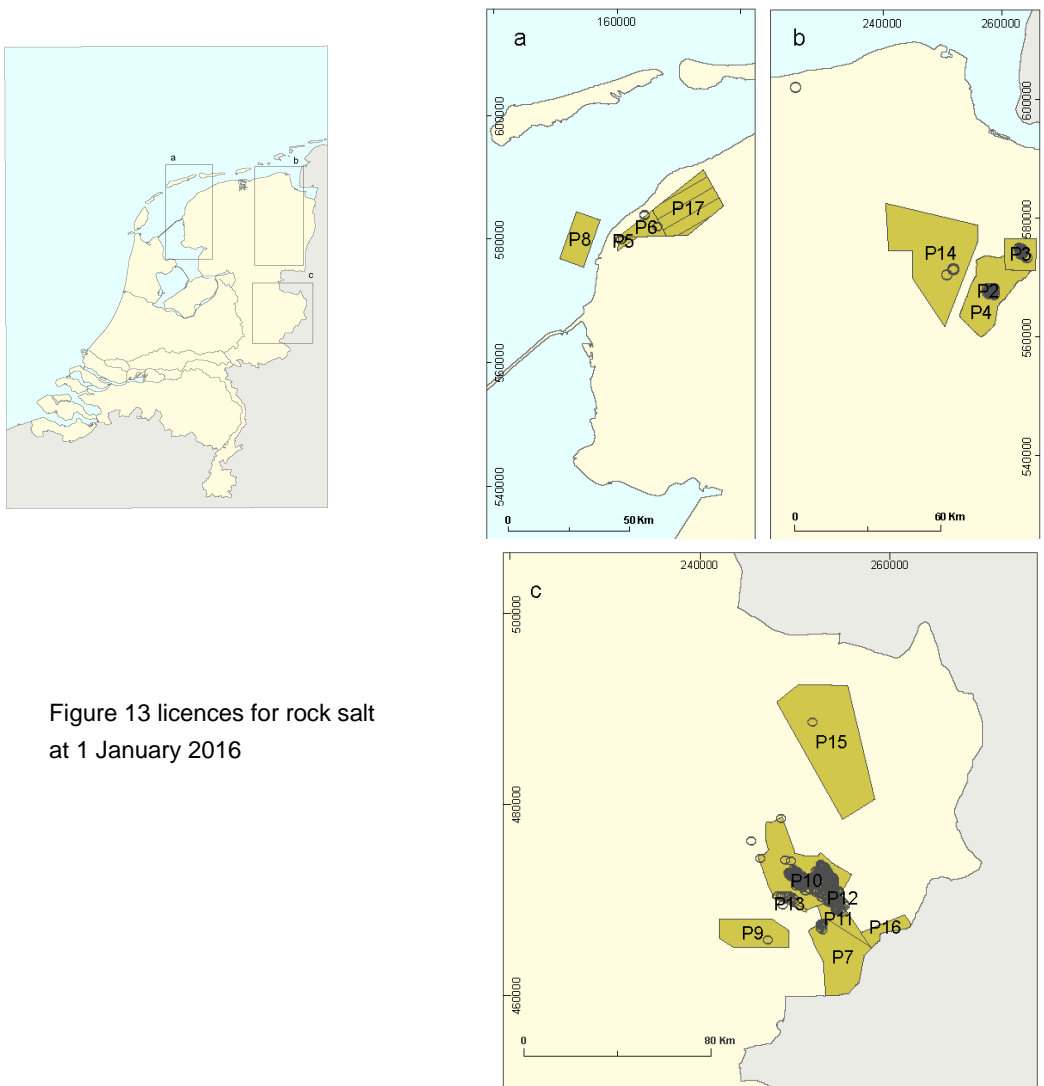 a
b
c
a
160000
600000
580000
560000
540000
P8
P5
P6
P17
0
50 Km
b
240000
260000
600000
580000
560000
540000
P14
P3
P2
P4
0
60 Km
c
240000
260000
500000
480000
460000
P15
P10
P12
P13
P11
P16
P9
P7
0
80 Km
Figure 13 licences for rock salt
at 1 January 2016